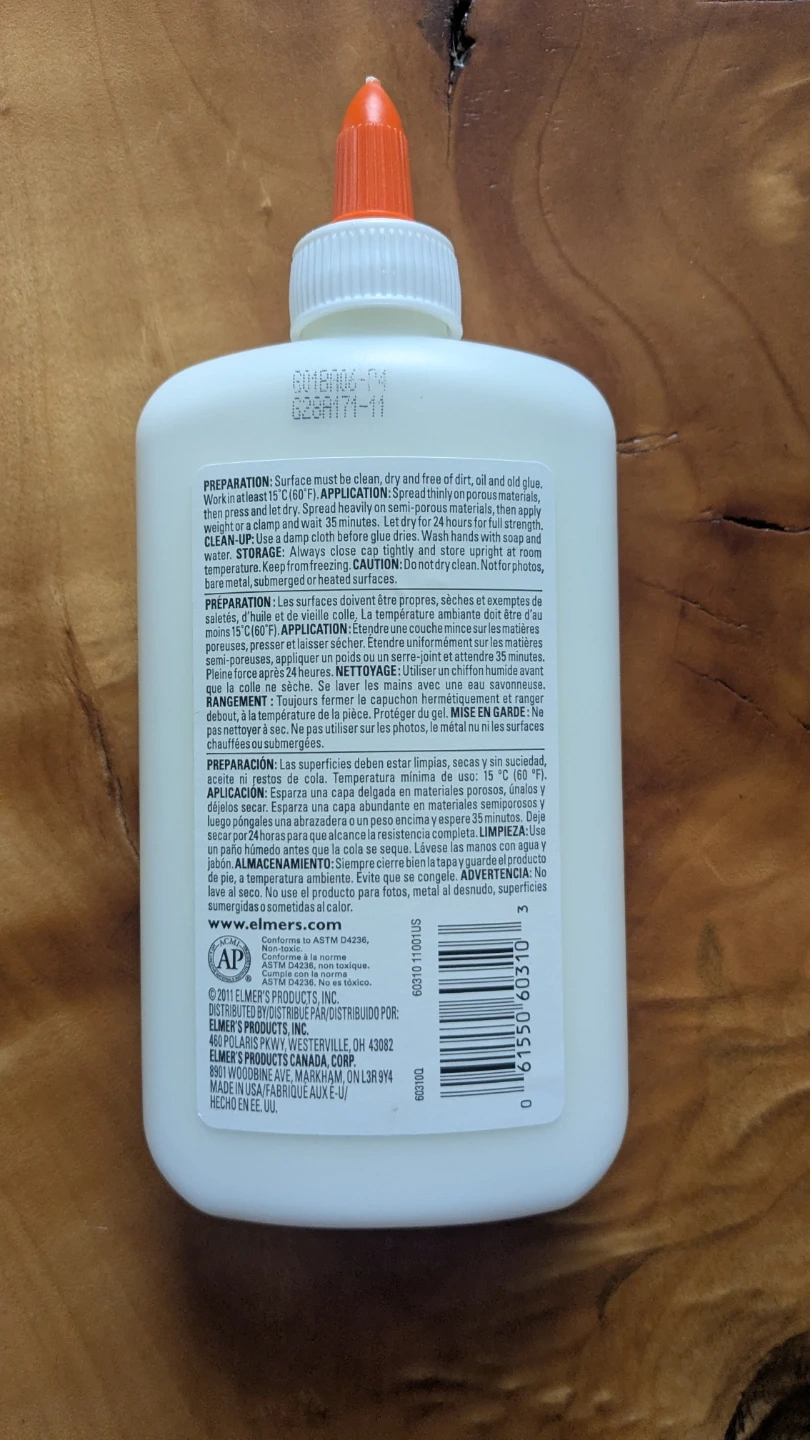 G28A171-11
PREPARATION: Surface must be clean, dry and free of dirt, oil and old glue.
Work in at least 15°C (60°F). APPLICATION: Spread thinly on porous materials,
then press and let dry. Spread heavily on semi-porous materials, then apply
weight or a clamp and wait 35 minutes. Let dry for 24 hours for full strength.
CLEAN-UP: Use a damp cloth before glue dries. Wash hands with soap and
water. STORAGE: Always close cap tightly and store upright at room
temperature. Keep from freezing. CAUTION: Do not dry clean. Not for photos,
bare metal, submerged or heated surfaces.
PRÉPARATION : Les surfaces doivent être propres, sèches et exemptes de
saletés, d'huile et de vieille colle. La température ambiante doit être d'au
moins 15°C (60°F). APPLICATION : Étendre une couche mince sur les matières
poreuses, presser et laisser sécher. Étendre uniformément sur les matières
semi-poreuses, appliquer un poids ou un serre-joint et attendre 35 minutes.
Pleine force après 24 heures. NETTOYAGE : Utiliser un chiffon humide avant
que la colle ne sèche. Se laver les mains avec une eau savonneuse.
RANGEMENT : Toujours fermer le capuchon hermétiquement et ranger
debout, à la température de la pièce. Protéger du gel. MISE EN GARDE : Ne
pas nettoyer à sec. Ne pas utiliser sur les photos, le métal nu ni les surfaces
chauffées ou submergées.
PREPARACIÓN: Las superficies deben estar limpias, secas y sin suciedad,
aceite ni restos de cola. Temperatura mínima de uso: 15 °C (60 °F).
APLICACIÓN: Esparza una capa delgada en materiales porosos, únalos y
déjelos secar. Esparza una capa abundante en materiales semiporosos y
luego póngales una abrazadera o un peso encima y espere 35 minutos. Deje
secar por 24 horas para que alcance la resistencia completa. LIMPIEZA: Use
un paño húmedo antes que la cola se seque. Lávese las manos con agua y
jabón. ALMACENAMIENTO: Siempre cierre bien la tapa y guarde el producto
de pie, a temperatura ambiente. Evite que se congele. ADVERTENCIA: No
lave al seco. No use el producto para fotos, metal al desnudo, superficies
sumergidas o sometidas al calor.
www.elmers.com
ACMI
AP
®
Conforms to ASTM D4236,
Non-toxic.
Conforme à la norme
ASTM D4236, non toxique.
Cumple con la norma
ASTM D4236. No es tóxico.
© 2011 ELMER'S PRODUCTS, INC.
DISTRIBUTED BY/DISTRIBUÉ PAR/DISTRIBUIDO POR:
ELMER'S PRODUCTS, INC.
460 POLARIS PKWY, WESTERVILLE, OH 43082
ELMER'S PRODUCTS CANADA, CORP.
8901 WOODBINE AVE, MARKHAM, ON L3R 9Y4
MADE IN USA/FABRIQUÉ AUX É-U/
HECHO EN EE. UU.
60310 11001US
60310Q
0 61550 60310 3